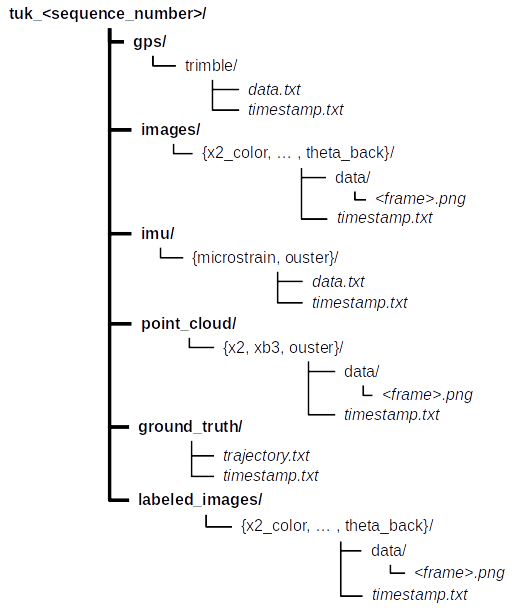 tuk_<sequence_number>/
gps/
trimble/
data.txt
timestamp.txt
images/
{x2_color, ... , theta_back}/
data/
<frame>.png
timestamp.txt
imu/
{microstrain, ouster}/
data.txt
timestamp.txt
point_cloud/
{x2, xb3, ouster}/
data/
<frame>.png
timestamp.txt
ground_truth/
trajectory.txt
timestamp.txt
labeled_images/
{x2_color, ... , theta_back}/
data/
<frame>.png
timestamp.txt